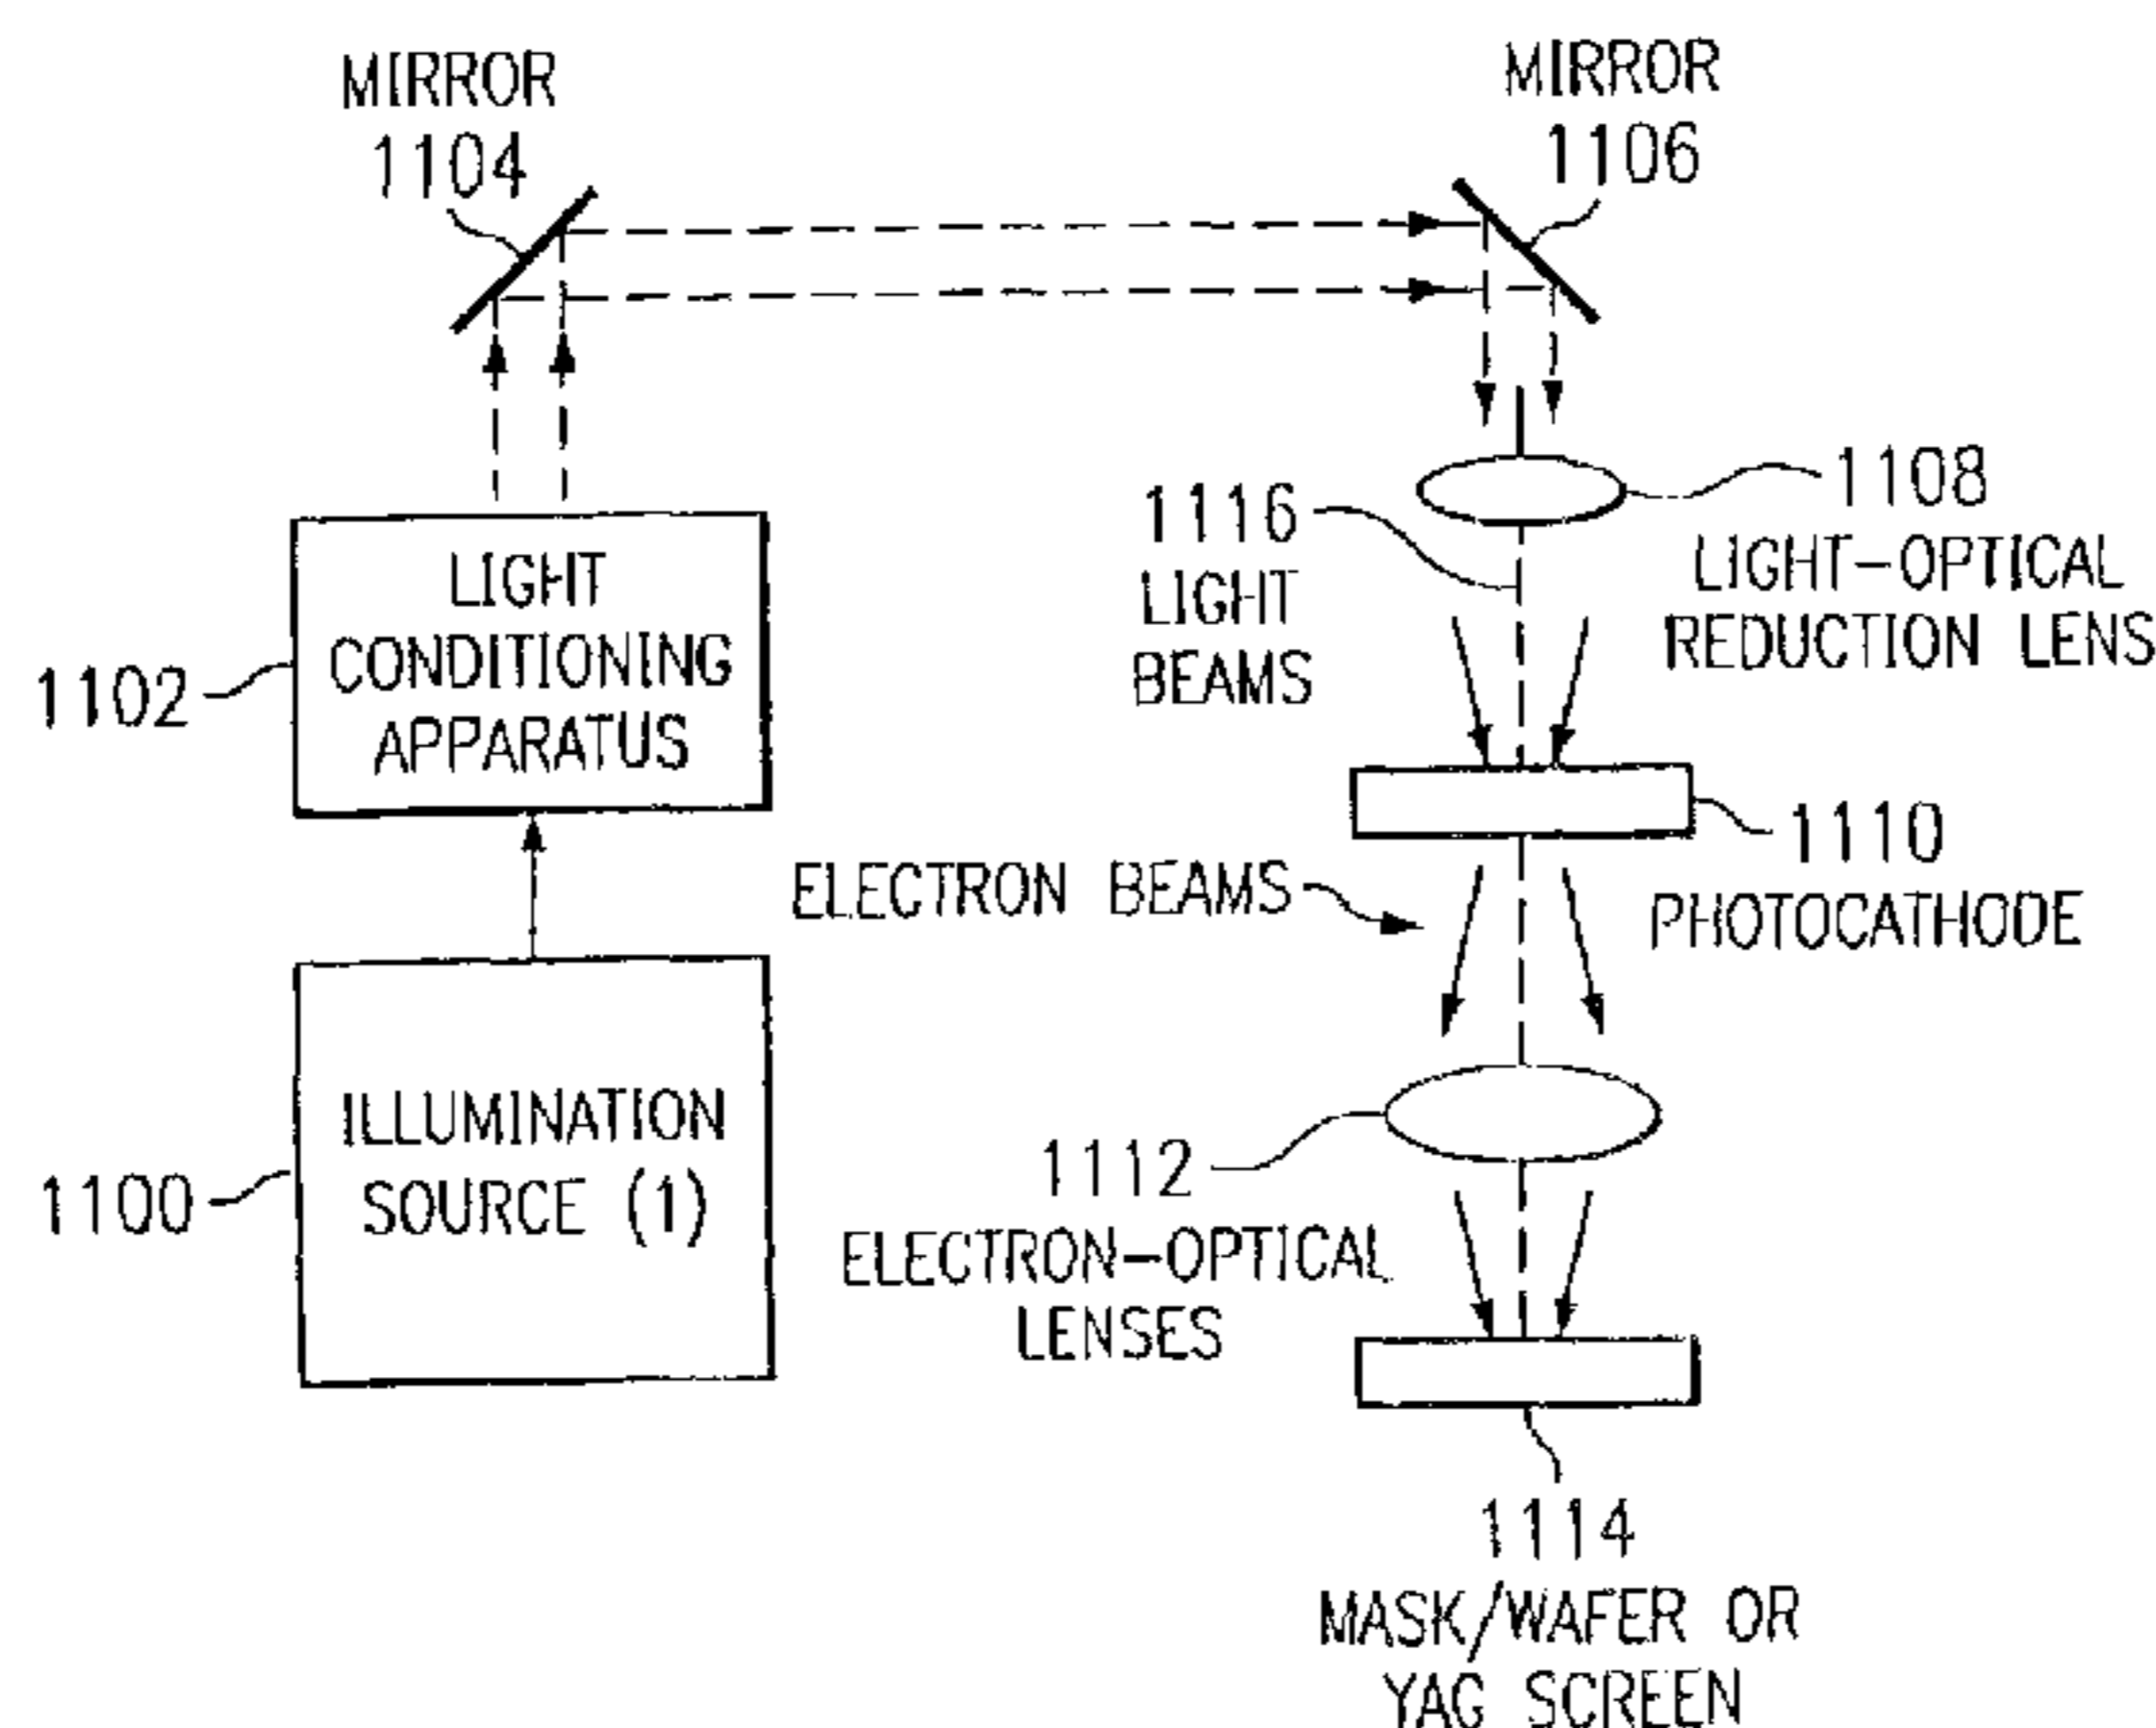 MIRROR
1104
MIRROR
1106
1108
LIGHT-OPTICAL
REDUCTION LENS
1116
LIGHT
BEAMS
LIGHT
CONDITIONING
APPARATUS
1102
1110
PHOTOCATHODE
ELECTRON BEAMS
ILLUMINATION
SOURCE (1)
1100
1112
ELECTRON-OPTICAL
LENSES
1114
MASK/WAFER OR
YAG SCREEN